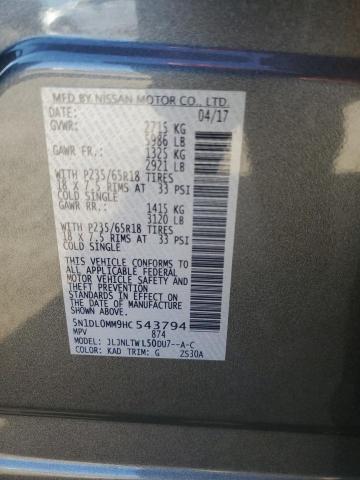 MFD BY NISSAN MOTOR CO., LTD.
DATE: 04/17
GVWR: 2715 KG
5986 LB
GAWR FR.: 1325 KG
2921 LB
WITH P235/65R18 TIRES
18 X 7.5 RIMS AT 33 PSI
COLD SINGLE
GAWR RR.: 1415 KG
3120 LB
WITH P235/65R18 TIRES
18 X 7.5 RIMS AT 33 PSI
COLD SINGLE
THIS VEHICLE CONFORMS TO
ALL APPLICABLE FEDERAL
MOTOR VEHICLE SAFETY AND
THEFT PREVENTION
STANDARDS IN EFFECT ON
THE DATE OF MANUFACTURE
SHOWN ABOVE.
5N1DL0MM9HC543794
MPV 874
MODEL: JLJNLTWL50DU7--A-C
COLOR: KAD TRIM: G ZS30A